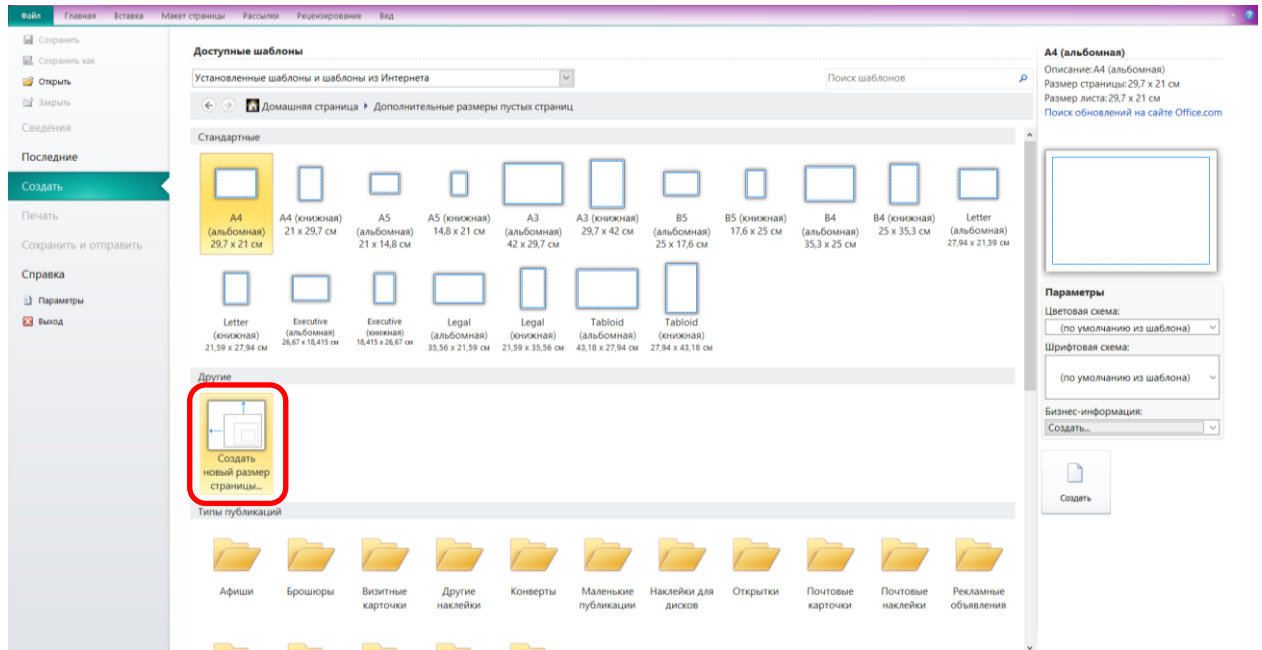 Файл Главная Вставка Макет страницы Рассылки Рецензирование Вид
Сохранить
Сохранить как
Открыть
Закрыть
Сведения
Последние
Создать
Печать
Сохранить и отправить
Справка
Параметры
Выход
Доступные шаблоны
Установленные шаблоны и шаблоны из Интернета
Поиск шаблонов
Домашняя страница Дополнительные размеры пустых страниц
Стандартные
A4
(альбомная)
29,7 x 21 см
A4 (книжная)
21 x 29,7 см
A5
(альбомная)
21 x 14,8 см
A5 (книжная)
14,8 x 21 см
A3
(альбомная)
42 x 29,7 см
A3 (книжная)
29,7 x 42 см
B5
(альбомная)
25 x 17,6 см
B5 (книжная)
17,6 x 25 см
B4
(альбомная)
35,3 x 25 см
B4 (книжная)
25 x 35,3 см
Letter
(альбомная)
27,94 x 21,59 см
Letter
(книжная)
21,59 x 27,94 см
Executive
(альбомная)
26,67 x 18,415 см
Executive
(книжная)
18,415 x 26,67 см
Legal
(альбомная)
35,56 x 21,59 см
Legal
(книжная)
21,59 x 35,56 см
Tabloid
(альбомная)
43,18 x 27,94 см
Tabloid
(книжная)
27,94 x 43,18 см
Другие
Создать
новый размер
страницы...
Типы публикаций
Афиши
Брошюры
Визитные
карточки
Другие
наклейки
Конверты
Маленькие
публикации
Наклейки для
дисков
Открытки
Почтовые
карточки
Почтовые
наклейки
Рекламные
объявления
A4 (альбомная)
Описание:A4 (альбомная)
Размер страницы:29,7 x 21 см
Размер листа:29,7 x 21 см
Поиск обновлений на сайте Office.com
Параметры
Цветовая схема:
(по умолчанию из шаблона)
Шрифтовая схема:
(по умолчанию из шаблона)
Бизнес-информация:
Создать...
Создать